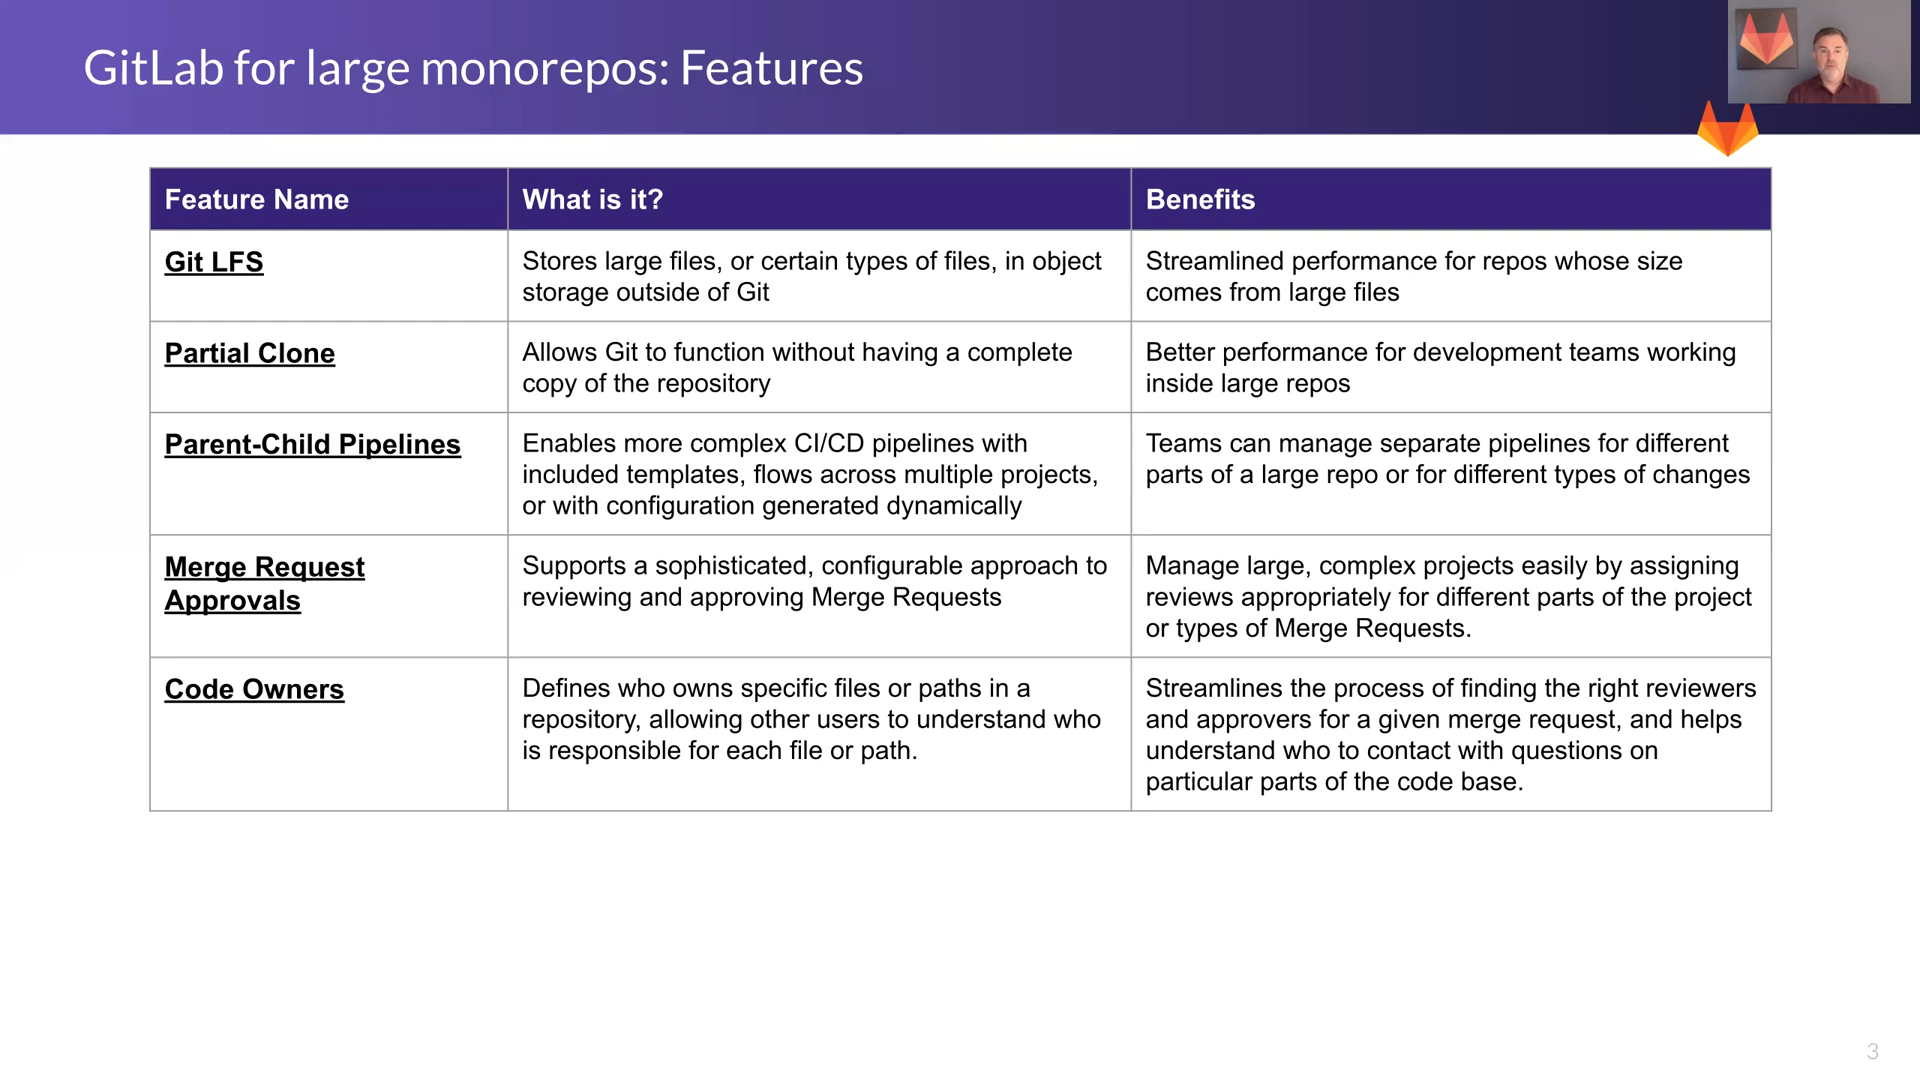 GitLab for large monorepos: Features
Feature Name
What is it?
Benefits
Git LFS
Stores large files, or certain types of files, in object
storage outside of Git
Streamlined performance for repos whose size
comes from large files
Partial Clone
Allows Git to function without having a complete
copy of the repository
Better performance for development teams working
inside large repos
Parent-Child Pipelines
Enables more complex CI/CD pipelines with
included templates, flows across multiple projects,
or with configuration generated dynamically
Teams can manage separate pipelines for different
parts of a large repo or for different types of changes
Merge Request
Approvals
Supports a sophisticated, configurable approach to
reviewing and approving Merge Requests
Manage large, complex projects easily by assigning
reviews appropriately for different parts of the project
or types of Merge Requests.
Code Owners
Defines who owns specific files or paths in a
repository, allowing other users to understand who
is responsible for each file or path.
Streamlines the process of finding the right reviewers
and approvers for a given merge request, and helps
understand who to contact with questions on
particular parts of the code base.
3